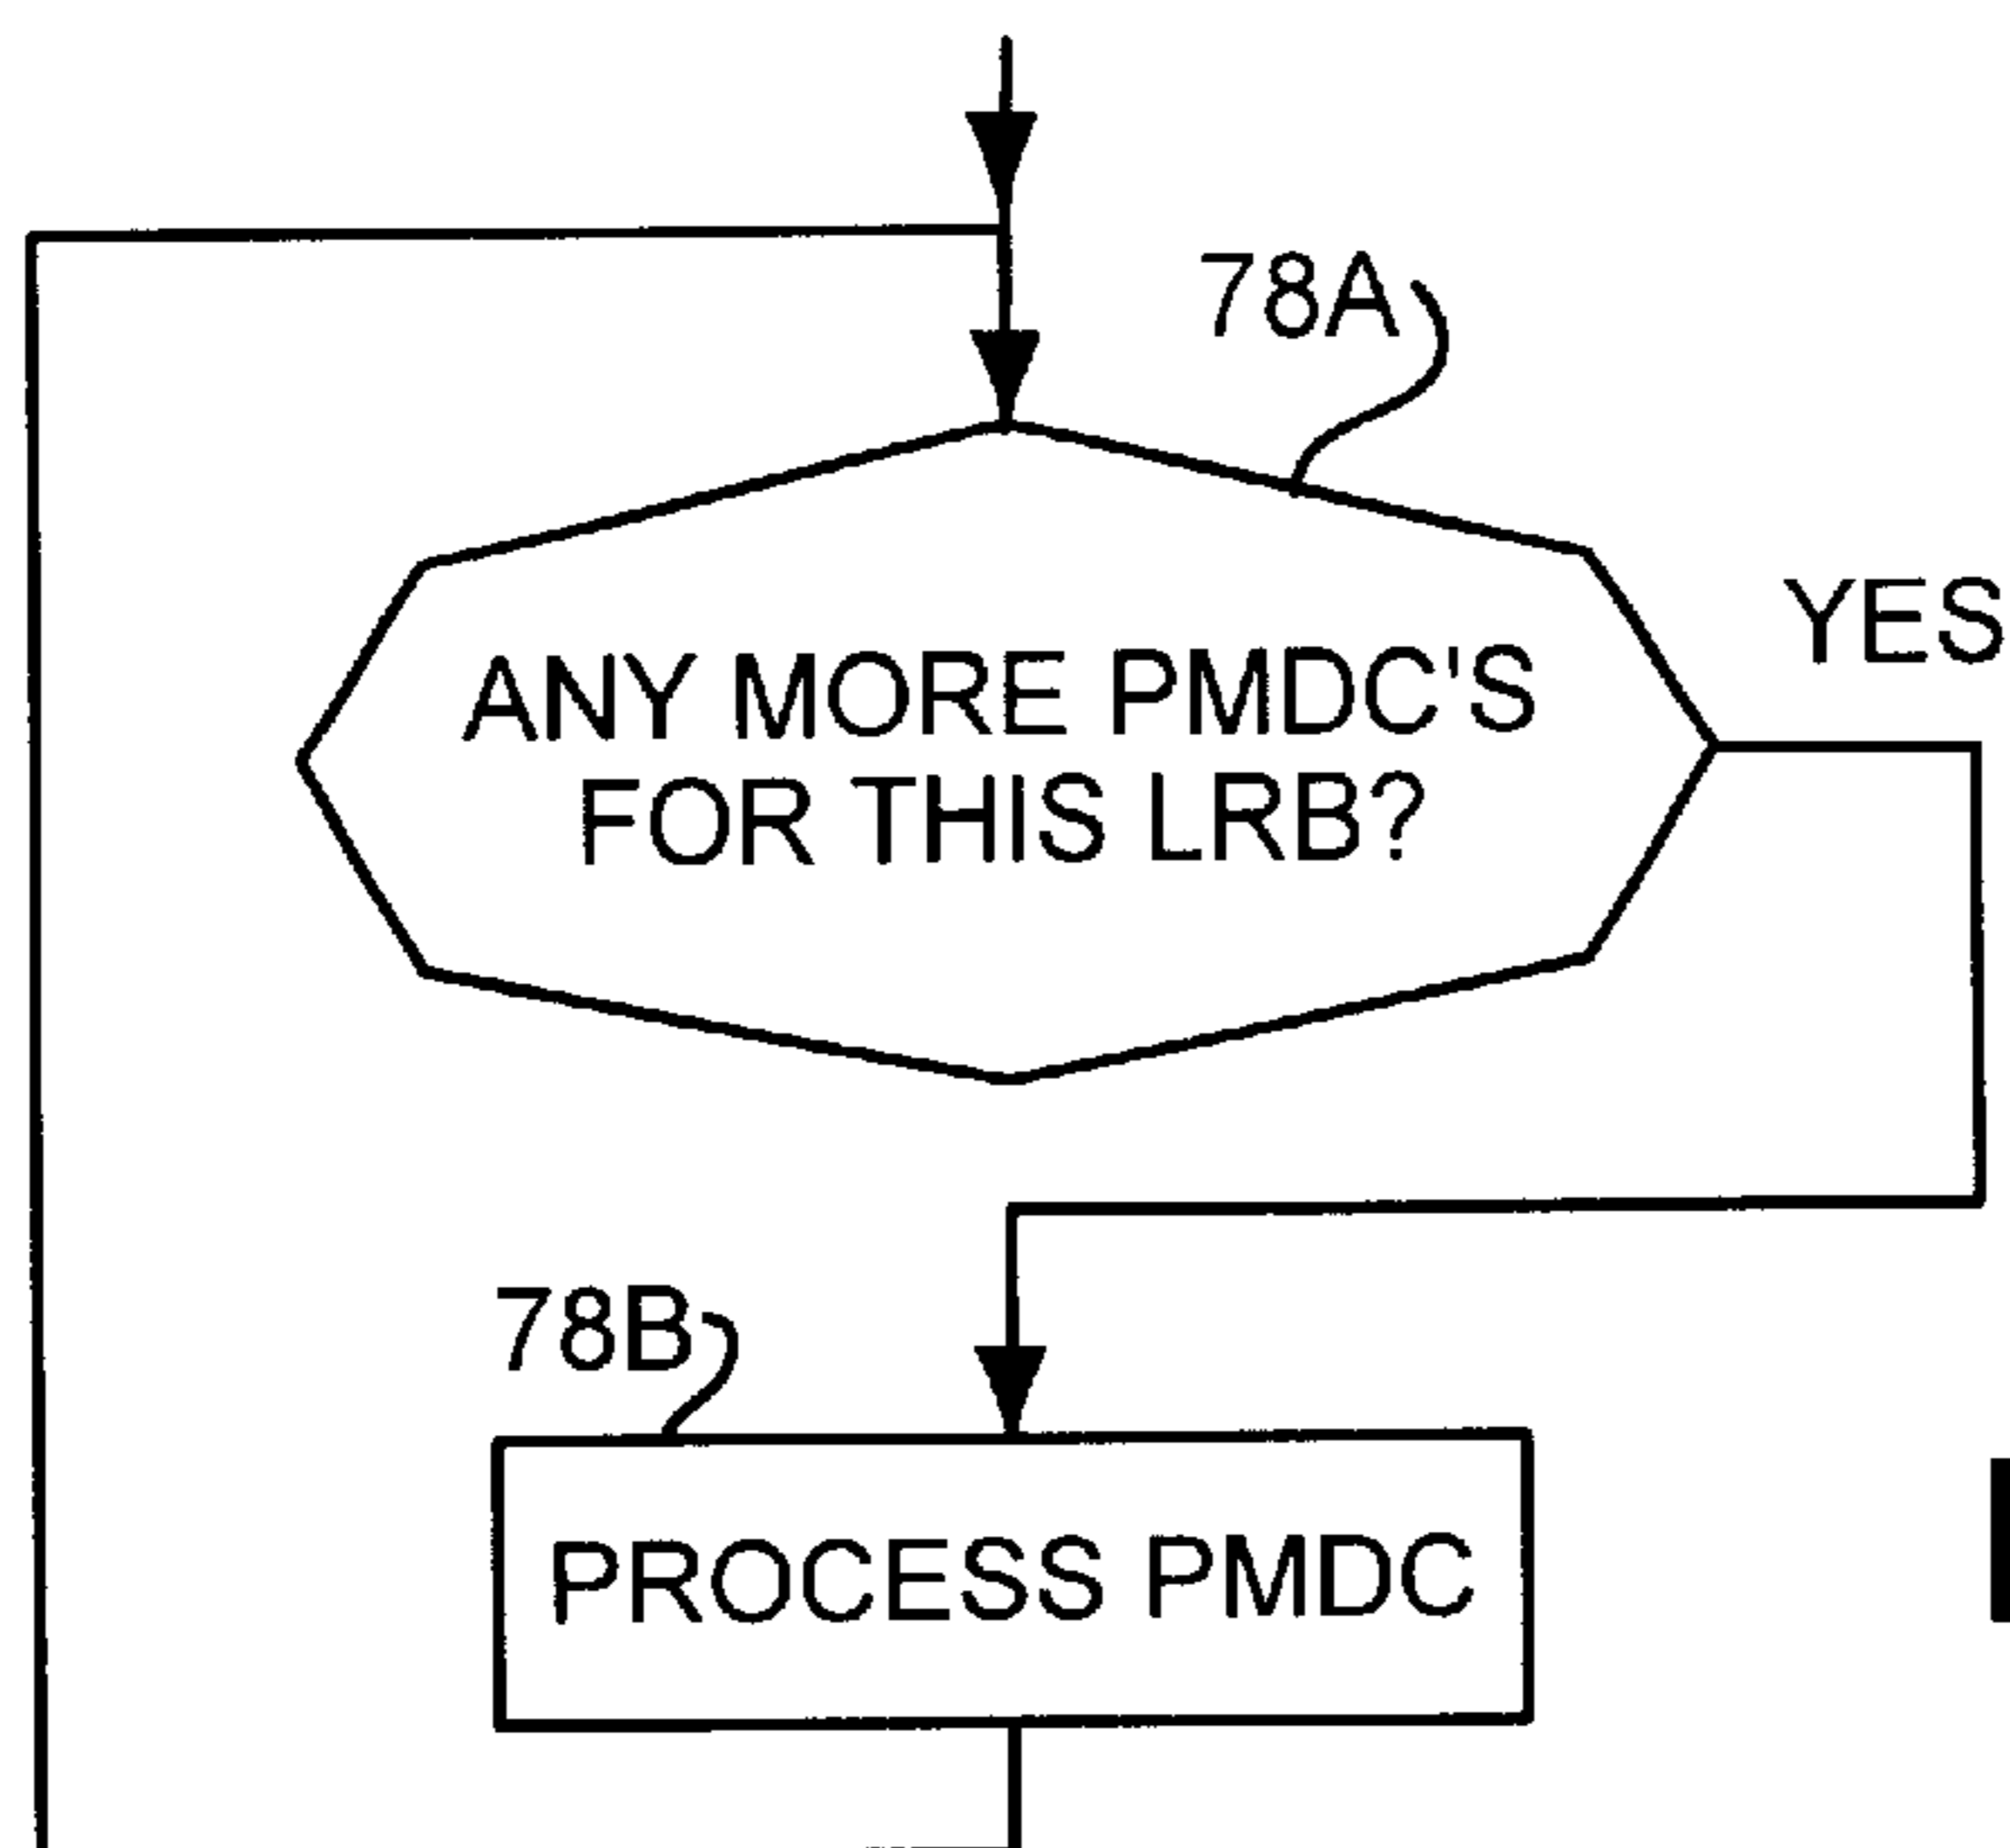 78A
YES
ANY MORE PMDC'S
FOR THIS LRB?
78B
PROCESS PMDC